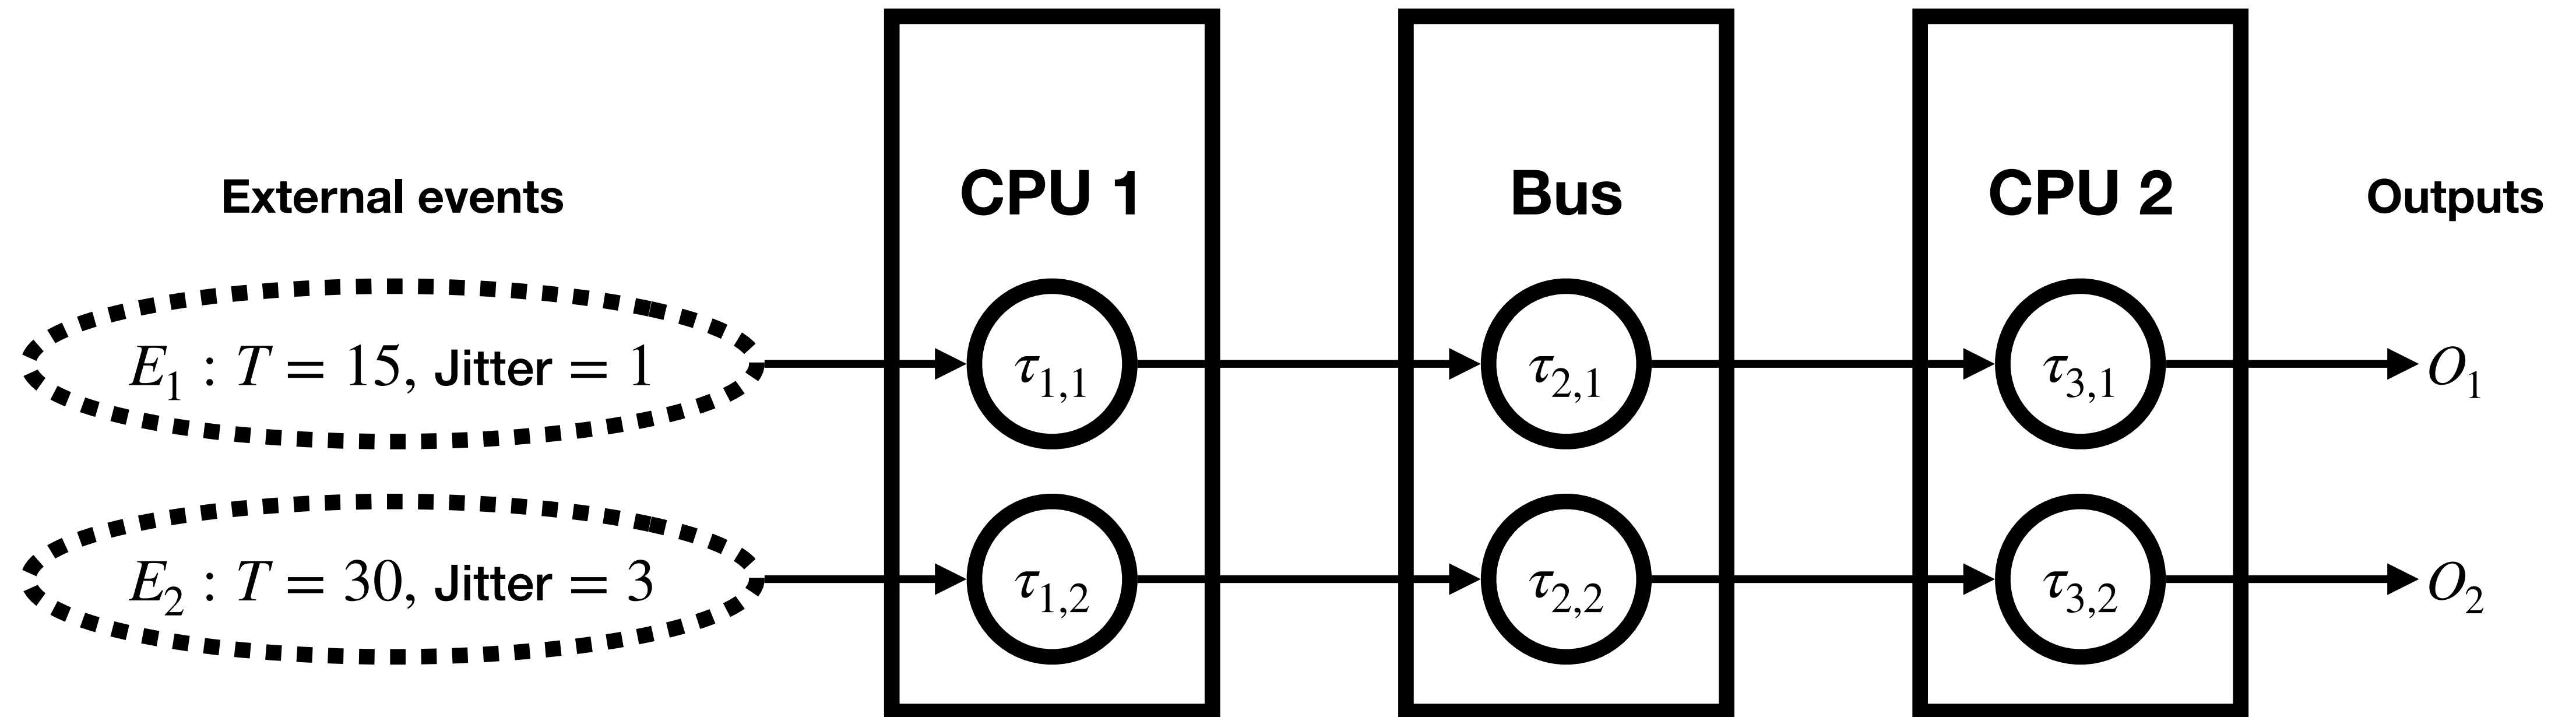 External events
CPU 1
Bus
CPU 2
Outputs
E₁ : T = 15, Jitter = 1
τ₁,₁
τ₂,₁
τ₃,₁
O₁
E₂ : T = 30, Jitter = 3
τ₁,₂
τ₂,₂
τ₃,₂
O₂